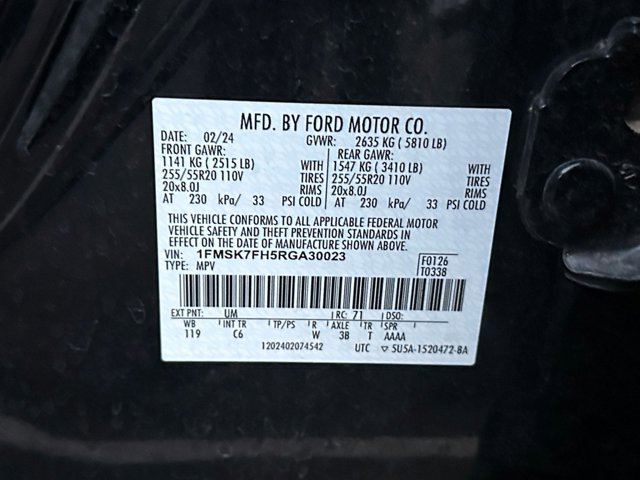 MFD. BY FORD MOTOR CO.
DATE: 02/24 GVWR: 2635 KG ( 5810 LB)
FRONT GAWR: REAR GAWR:
1141 KG ( 2515 LB) WITH 1547 KG ( 3410 LB) WITH
255/55R20 110V TIRES 255/55R20 110V TIRES
20x8.0J RIMS 20x8.0J RIMS
AT 230 kPa/ 33 PSI COLD AT 230 kPa/ 33 PSI COLD
THIS VEHICLE CONFORMS TO ALL APPLICABLE FEDERAL MOTOR
VEHICLE SAFETY AND THEFT PREVENTION STANDARDS IN
EFFECT ON THE DATE OF MANUFACTURE SHOWN ABOVE.
VIN: 1FMSK7FH5RGA30023 F0126
TYPE: MPV T0338
EXT PNT: UM RC: 71 DSO:
WB INT TR TP/PS R AXLE TR SPR
119 C6 W 3B T AAAA
1202402074542 UTC ▽ 5U5A-1520472-BA